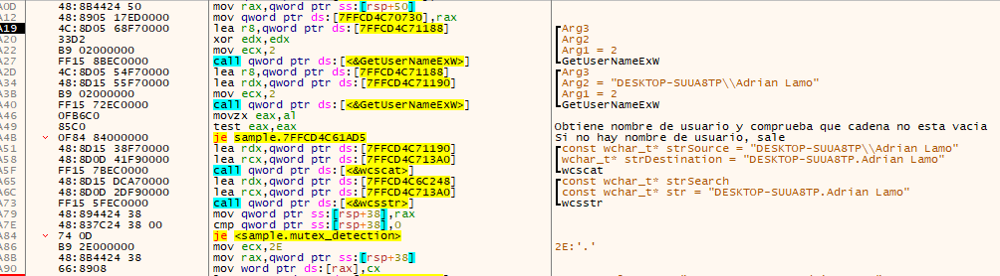 A0D 48:8B4424 50 mov rax,qword ptr ss:[rsp+50]
A12 48:8905 17ED0000 mov qword ptr ds:[7FFCD4C70730],rax
A19 4C:8D05 68F70000 lea r8,qword ptr ds:[7FFCD4C71188] Arg3
A20 33D2 xor edx,edx Arg2
A22 B9 02000000 mov ecx,2 Arg1 = 2
A27 FF15 8BEC0000 call qword ptr ds:[<&GetUserNameExW>] GetUserNameExW
A2D 4C:8D05 54F70000 lea r8,qword ptr ds:[7FFCD4C71188] Arg3
A34 48:8D15 55F70000 lea rdx,qword ptr ds:[7FFCD4C71190] Arg2 = "DESKTOP-SUUA8TP\\Adrian Lamo"
A3B B9 02000000 mov ecx,2 Arg1 = 2
A40 FF15 72EC0000 call qword ptr ds:[<&GetUserNameExW>] GetUserNameExW
A46 0FB6C0 movzx eax,al
A49 85C0 test eax,eax Obtiene nombre de usuario y comprueba que cadena no esta vacia
A4B 0F84 84000000 je sample.7FFCD4C61AD5 Si no hay nombre de usuario, sale
A51 48:8D15 38F70000 lea rdx,qword ptr ds:[7FFCD4C71190] const wchar_t* strSource = "DESKTOP-SUUA8TP\\Adrian Lamo"
A58 48:8D0D 41F90000 lea rcx,qword ptr ds:[7FFCD4C713A0] wchar_t* strDestination = "DESKTOP-SUUA8TP.Adrian Lamo"
A5F FF15 7BEC0000 call qword ptr ds:[<&wcscat>] wcscat
A65 48:8D15 DCA70000 lea rdx,qword ptr ds:[7FFCD4C6C248] const wchar_t* strSearch
A6C 48:8D0D 2DF90000 lea rcx,qword ptr ds:[7FFCD4C713A0] const wchar_t* str = "DESKTOP-SUUA8TP.Adrian Lamo"
A73 FF15 5FEC0000 call qword ptr ds:[<&wcsstr>] wcsstr
A79 48:894424 38 mov qword ptr ss:[rsp+38],rax
A7E 48:837C24 38 00 cmp qword ptr ss:[rsp+38],0
A84 74 0D je <sample.mutex_detection>
A86 B9 2E000000 mov ecx,2E 2E:'.'
A8B 48:8B4424 38 mov rax,qword ptr ss:[rsp+38]
A90 66:8908 mov word ptr ds:[rax],cx